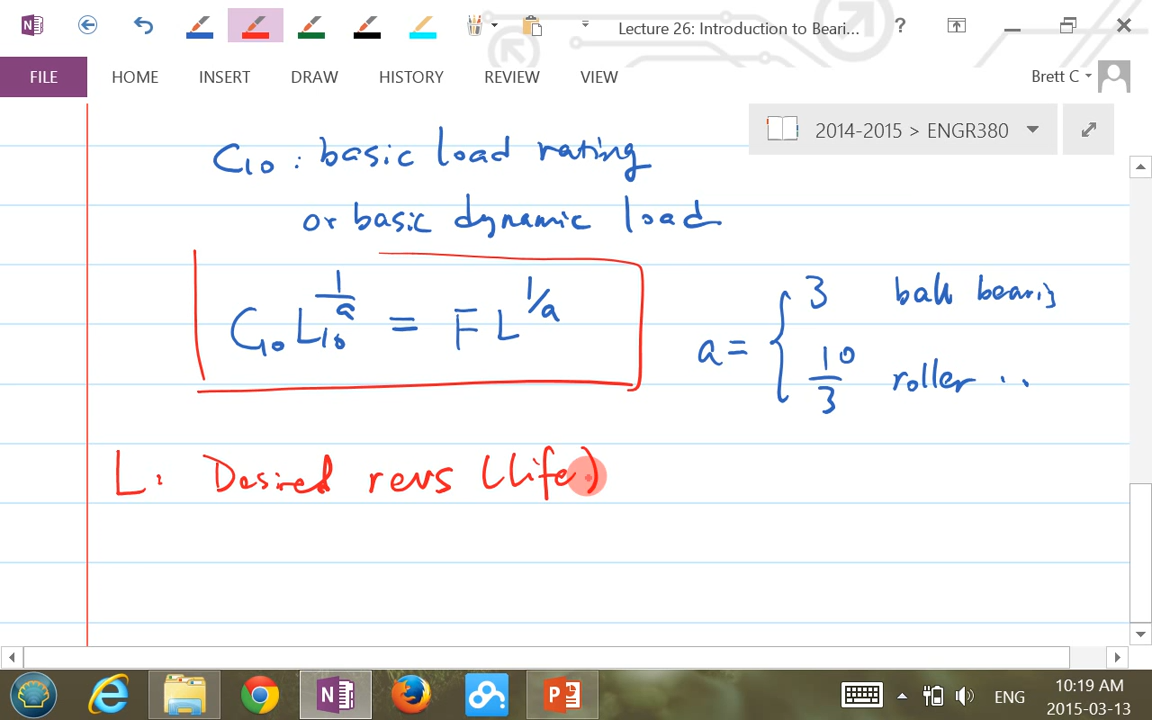 Lecture 26: Introduction to Beari...
?
FILE HOME INSERT DRAW HISTORY REVIEW VIEW
Brett C
2014-2015 > ENGR380
C10 : basic load rating
or basic dynamic load
C10 L10^(1/a) = F L^(1/a)
a = { 3 ball bearing
10/3 roller ..
L: Desired revs (life)
ENG
10:19 AM
2015-03-13